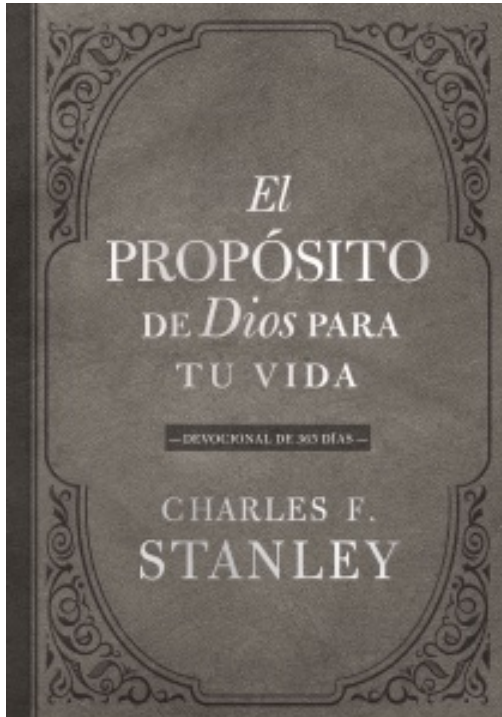 El
PROPÓSITO
DE Dios PARA
TU VIDA
—DEVOCIONAL DE 365 DÍAS—
CHARLES F.
STANLEY